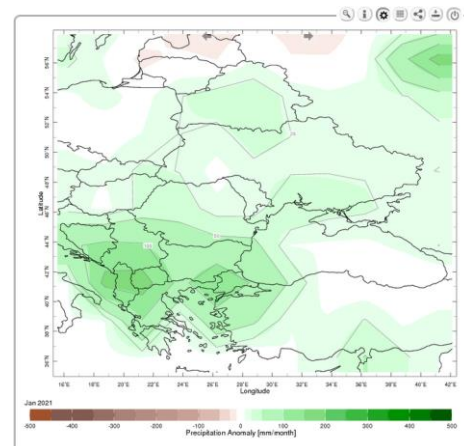 56°N
54°N
52°N
50°N
48°N
46°N
44°N
42°N
40°N
38°N
36°N
Latitude
16°E 18°E 20°E 22°E 24°E 26°E 28°E 30°E 32°E 34°E 36°E 38°E 40°E 42°E
Longitude
Jan 2021
-500 -400 -300 -200 -100 0 100 200 300 400 500
Precipitation Anomaly [mm/month]